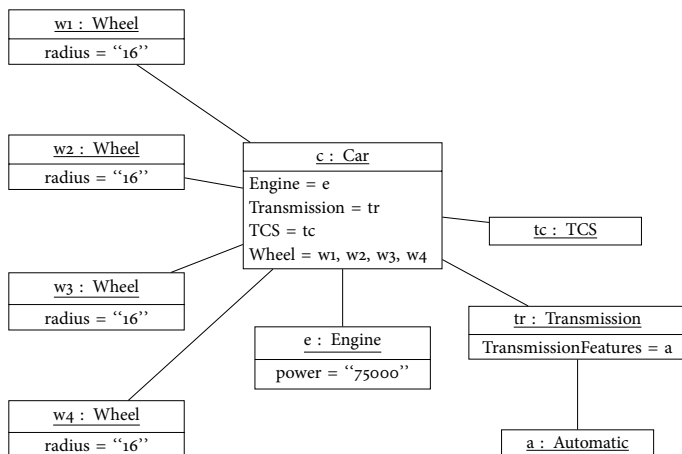 w1 : Wheel
radius = “16”
w2 : Wheel
radius = “16”
w3 : Wheel
radius = “16”
w4 : Wheel
radius = “16”
c : Car
Engine = e
Transmission = tr
TCS = tc
Wheel = w1, w2, w3, w4
e : Engine
power = “75000”
tc : TCS
tr : Transmission
TransmissionFeatures = a
a : Automatic